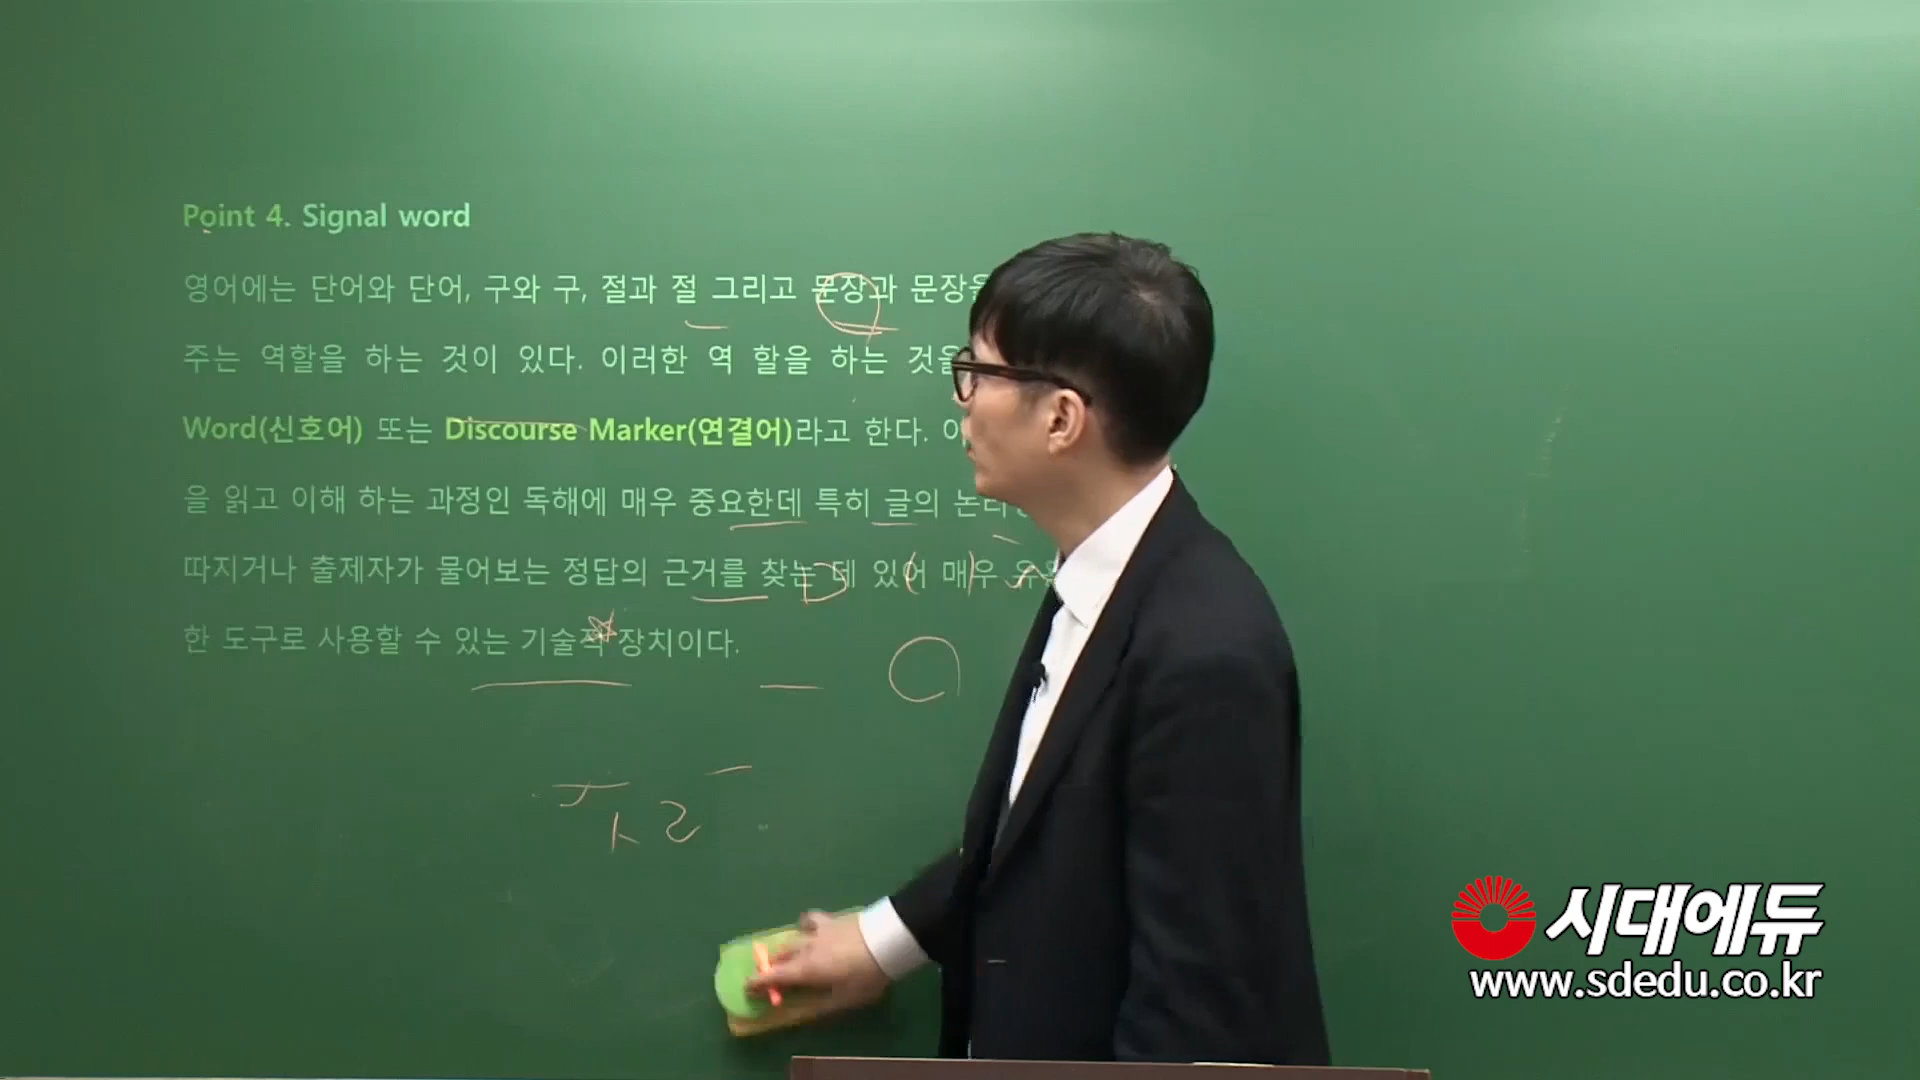 Point 4. Signal word
영어에는 단어와 단어, 구와 구, 절과 절 그리고 문장과 문장을
주는 역할을 하는 것이 있다. 이러한 역 할을 하는 것을
Word(신호어) 또는 Discourse Marker(연결어)라고 한다.
을 읽고 이해 하는 과정인 독해에 매우 중요한데 특히 글의
따지거나 출제자가 물어보는 정답의 근거를 찾는 데 있어 매우
한 도구로 사용할 수 있는 기술적 장치이다.
시대에듀
www.sdedu.co.kr